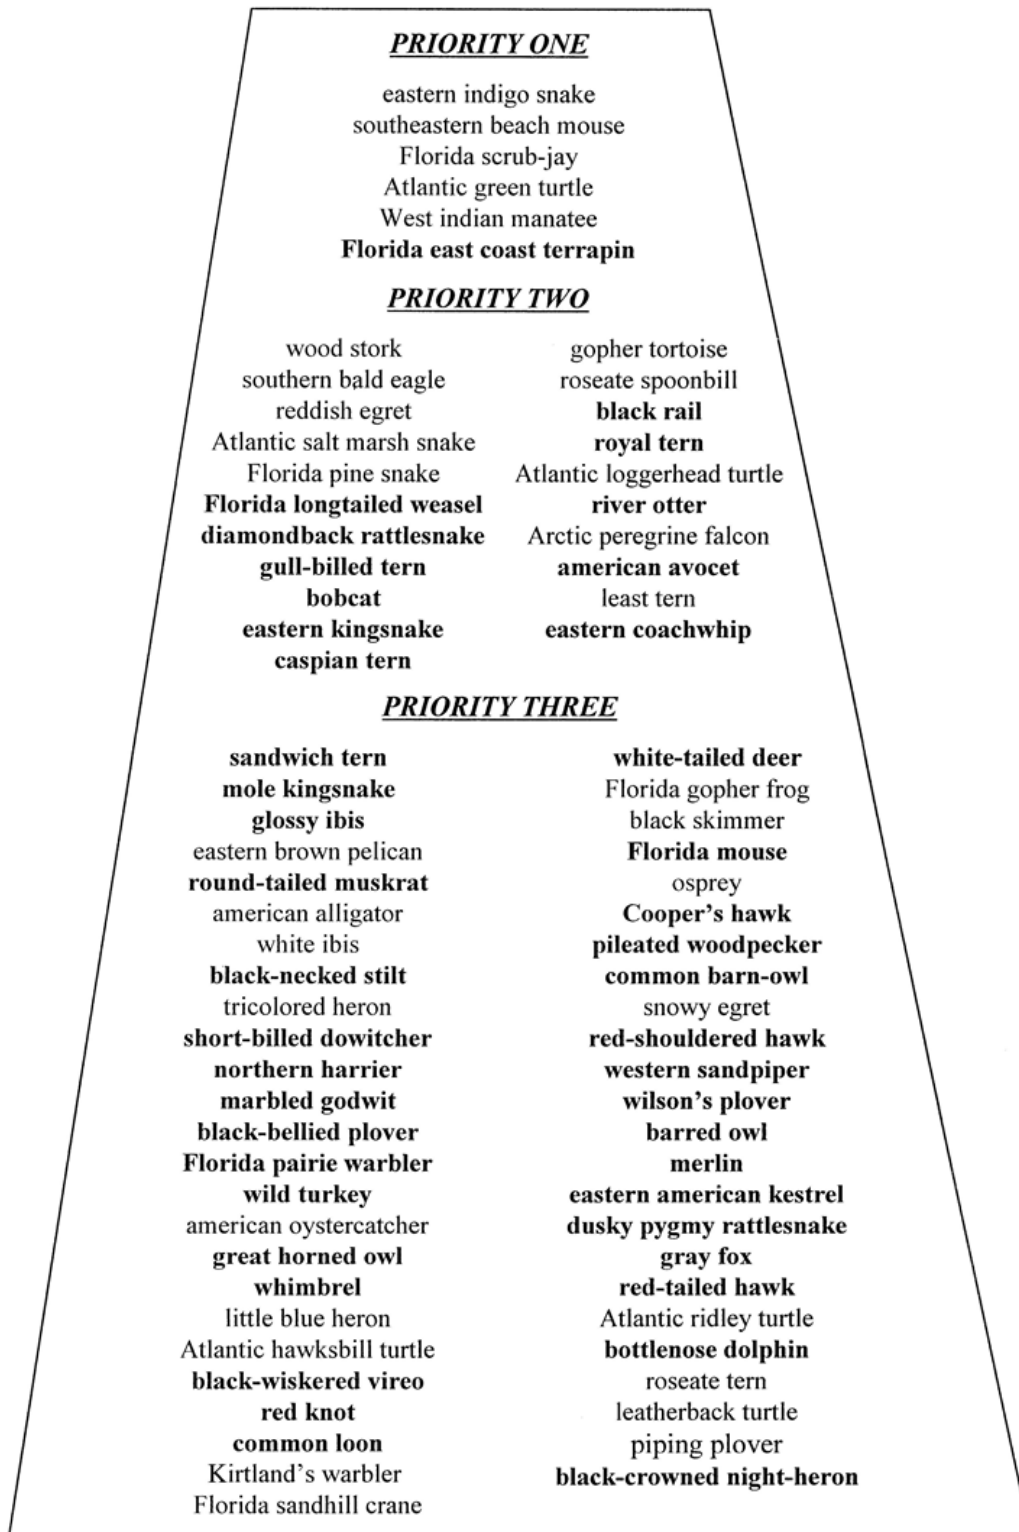 PRIORITY ONE
eastern indigo snake
southeastern beach mouse
Florida scrub-jay
Atlantic green turtle
West indian manatee
Florida east coast terrapin
PRIORITY TWO
wood stork
southern bald eagle
reddish egret
Atlantic salt marsh snake
Florida pine snake
Florida longtailed weasel
diamondback rattlesnake
gull-billed tern
bobcat
eastern kingsnake
caspian tern
gopher tortoise
roseate spoonbill
black rail
royal tern
Atlantic loggerhead turtle
river otter
Arctic peregrine falcon
american avocet
least tern
eastern coachwhip
PRIORITY THREE
sandwich tern
mole kingsnake
glossy ibis
eastern brown pelican
round-tailed muskrat
american alligator
white ibis
black-necked stilt
tricolored heron
short-billed dowitcher
northern harrier
marbled godwit
black-bellied plover
Florida pairie warbler
wild turkey
american oystercatcher
great horned owl
whimbrel
little blue heron
Atlantic hawksbill turtle
black-wiskered vireo
red knot
common loon
Kirtland's warbler
Florida sandhill crane
white-tailed deer
Florida gopher frog
black skimmer
Florida mouse
osprey
Cooper's hawk
pileated woodpecker
common barn-owl
snowy egret
red-shouldered hawk
western sandpiper
wilson's plover
barred owl
merlin
eastern american kestrel
dusky pygmy rattlesnake
gray fox
red-tailed hawk
Atlantic ridley turtle
bottlenose dolphin
roseate tern
leatherback turtle
piping plover
black-crowned night-heron